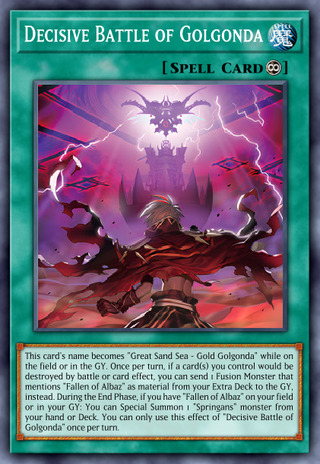 Decisive Battle of Golgonda
[Spell Card]
This card's name becomes "Great Sand Sea - Gold Golgonda" while on
the field or in the GY. Once per turn, if a card(s) you control would be
destroyed by battle or card effect, you can send 1 Fusion Monster that
mentions "Fallen of Albaz" as material from your Extra Deck to the GY,
instead. During the End Phase, if you have "Fallen of Albaz" on your field
or in your GY: You can Special Summon 1 "Springans" monster from
your hand or Deck. You can only use this effect of "Decisive Battle of
Golgonda" once per turn.